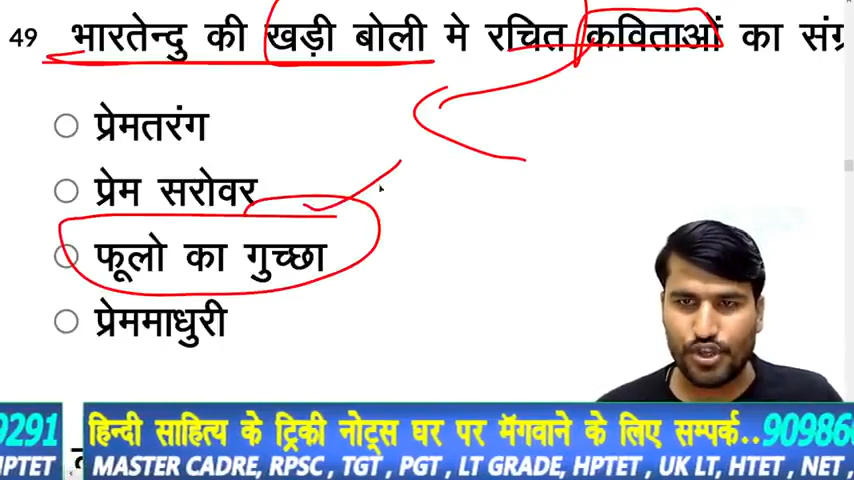 49 भारतेन्दु की खड़ी बोली मे रचित कविताओं का
प्रेमतरंग
प्रेम सरोवर
फूलो का गुच्छा
प्रेममाधुरी
9291 हिन्दी साहित्य के ट्रिकी नोट्स घर पर मॅगवाने के लिए सम्पर्क..90986
HPTET MASTER CADRE, RPSC, TGT, PGT, LT GRADE, HPTET, UK LT, HTET, NET,